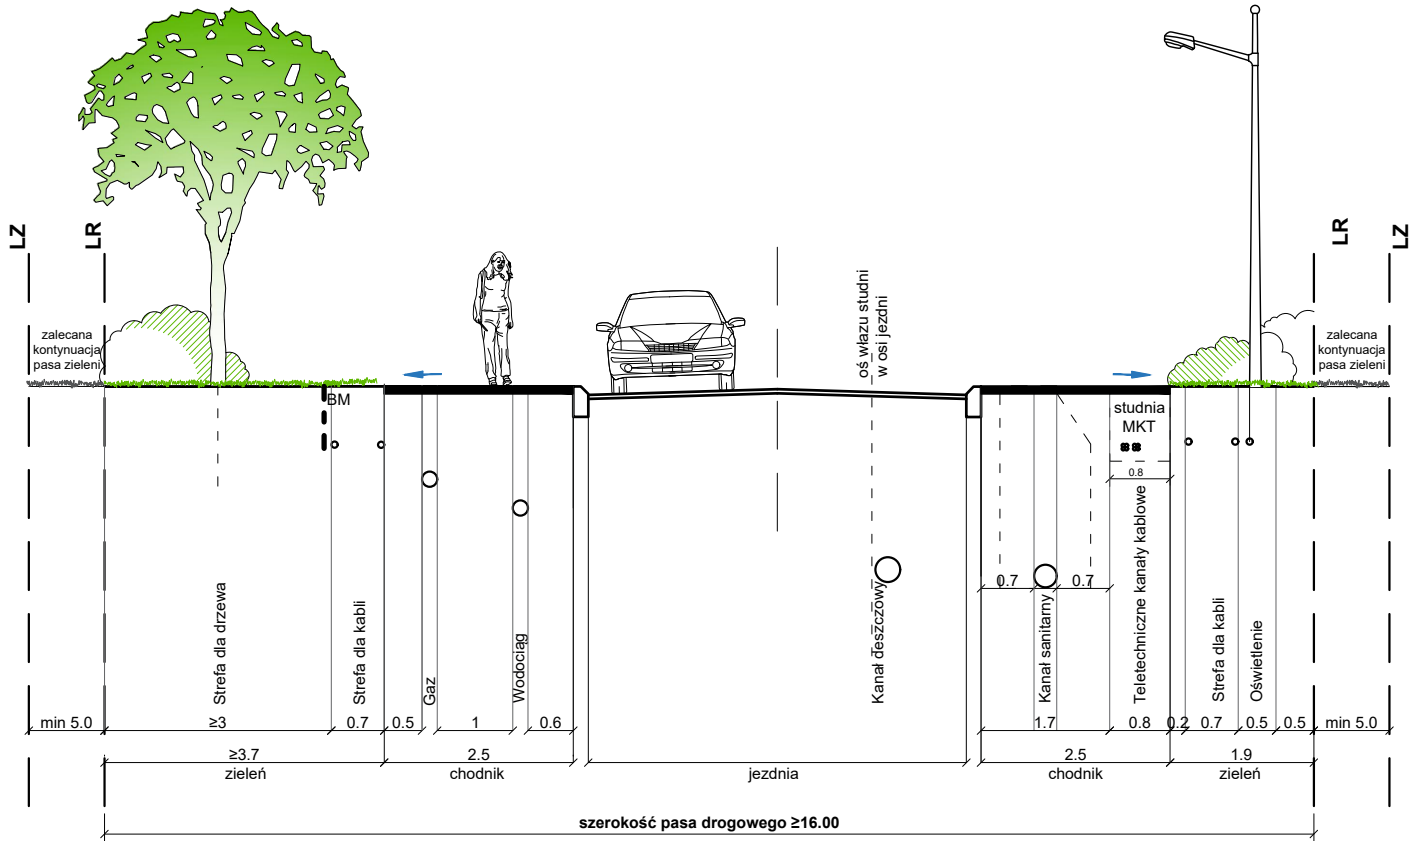 LZ
LR
LR
LZ
zalecana
kontynuacja
pasa zieleni
oś włazu studni
w osi jezdni
zalecana
kontynuacja
pasa zieleni
BM
studnia
MKT
0.8
0.7
0.7
Strefa dla drzewa
Strefa dla kabli
Gaz
Wodociąg
Kanał deszczowy
Kanał sanitarny
Teletechniczne kanały kablowe
Strefa dla kabli
Oświetlenie
min 5.0
≥3
0.7
0.5
1
0.6
1.7
0.8
0.2
0.7
0.5
0.5
min 5.0
≥3.7
2.5
2.5
1.9
zieleń
chodnik
jezdnia
chodnik
zieleń
szerokość pasa drogowego ≥16.00